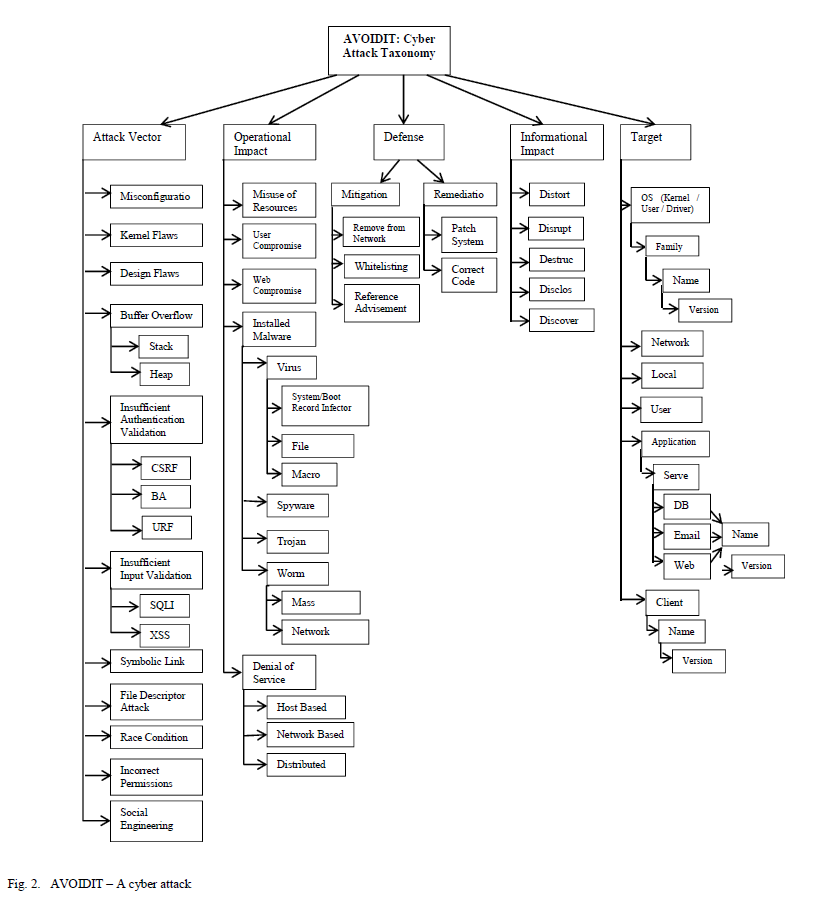 AVOIDIT: Cyber
Attack Taxonomy
Attack Vector
Misconfiguratio
Kernel Flaws
Design Flaws
Buffer Overflow
Stack
Heap
Insufficient
Authentication
Validation
CSRF
BA
URF
Insufficient
Input Validation
SQLI
XSS
Symbolic Link
File Descriptor
Attack
Race Condition
Incorrect
Permissions
Social
Engineering
Operational
Impact
Misuse of
Resources
User
Compromise
Web
Compromise
Installed
Malware
Virus
System/Boot
Record Infector
File
Macro
Spyware
Trojan
Worm
Mass
Network
Denial of
Service
Host Based
Network Based
Distributed
Defense
Mitigation
Remove from
Network
Whitelisting
Reference
Advisement
Remediatio
Patch
System
Correct
Code
Informational
Impact
Distort
Disrupt
Destruc
Disclos
Discover
Target
OS (Kernel /
User / Driver)
Family
Name
Version
Network
Local
User
Application
Serve
DB
Email
Web
Name
Version
Client
Name
Version
Fig. 2. AVOIDIT – A cyber attack